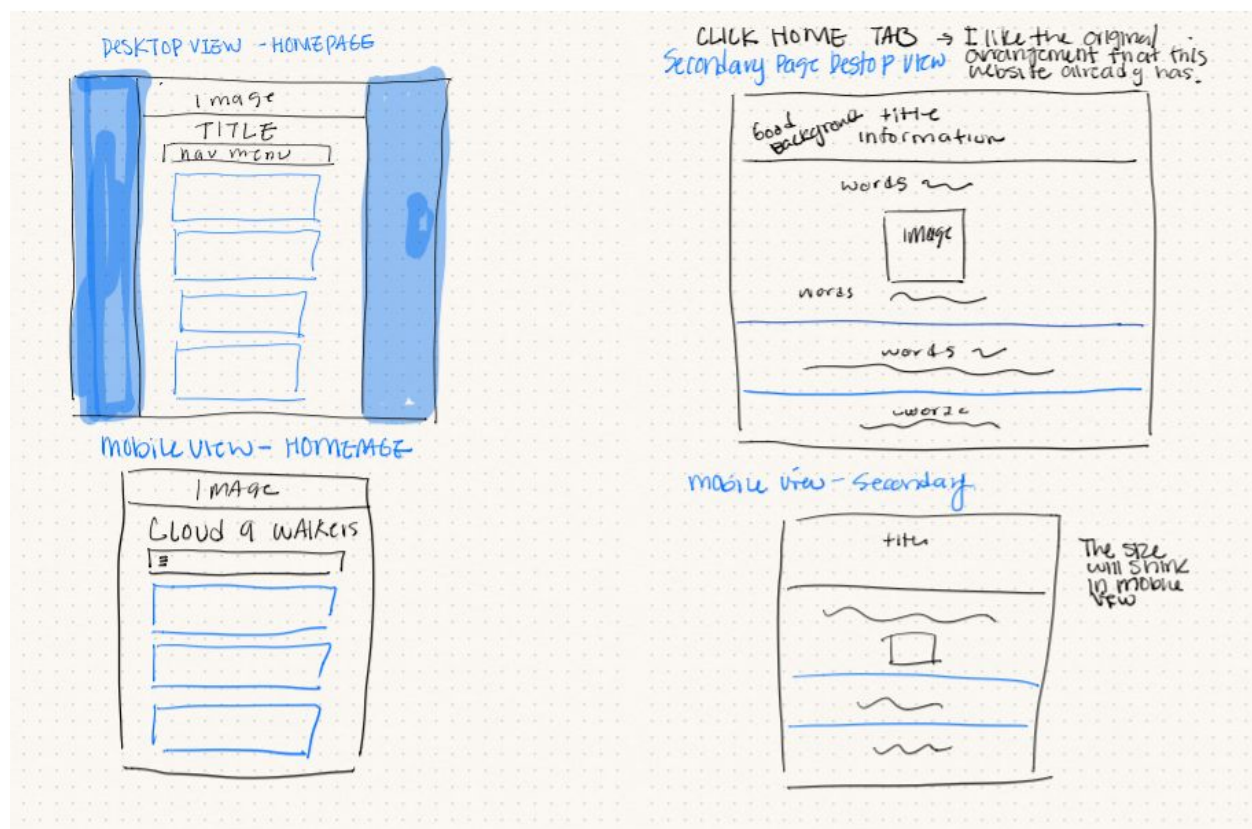 DESKTOP VIEW - HOMEPAGE
Image
TITLE
nav menu
MOBILE VIEW - HOMEPAGE
IMAge
Cloud 9 WAlkers
CLICK HOME TAB → I like the original
arrangement that this
website already has.
Secondary Page Destop View
Good
Background
title
information
words
image
words
words
words
mobile view - Secondary
title
The size
will shink
in mobile
view